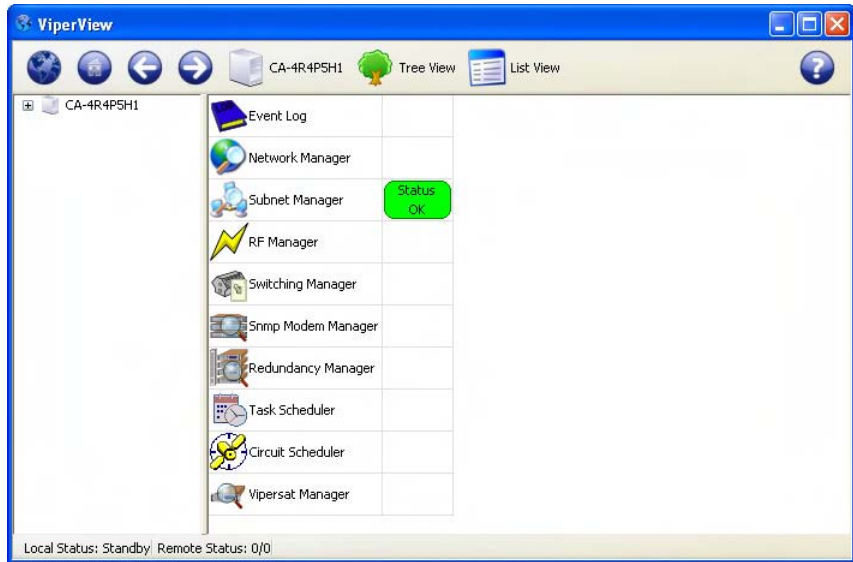 ViperView
CA-4R4P5H1 Tree View List View
CA-4R4P5H1
Event Log
Network Manager
Subnet Manager
Status
OK
RF Manager
Switching Manager
Snmp Modem Manager
Redundancy Manager
Task Scheduler
Circuit Scheduler
Vipersat Manager
Local Status: Standby Remote Status: 0/0